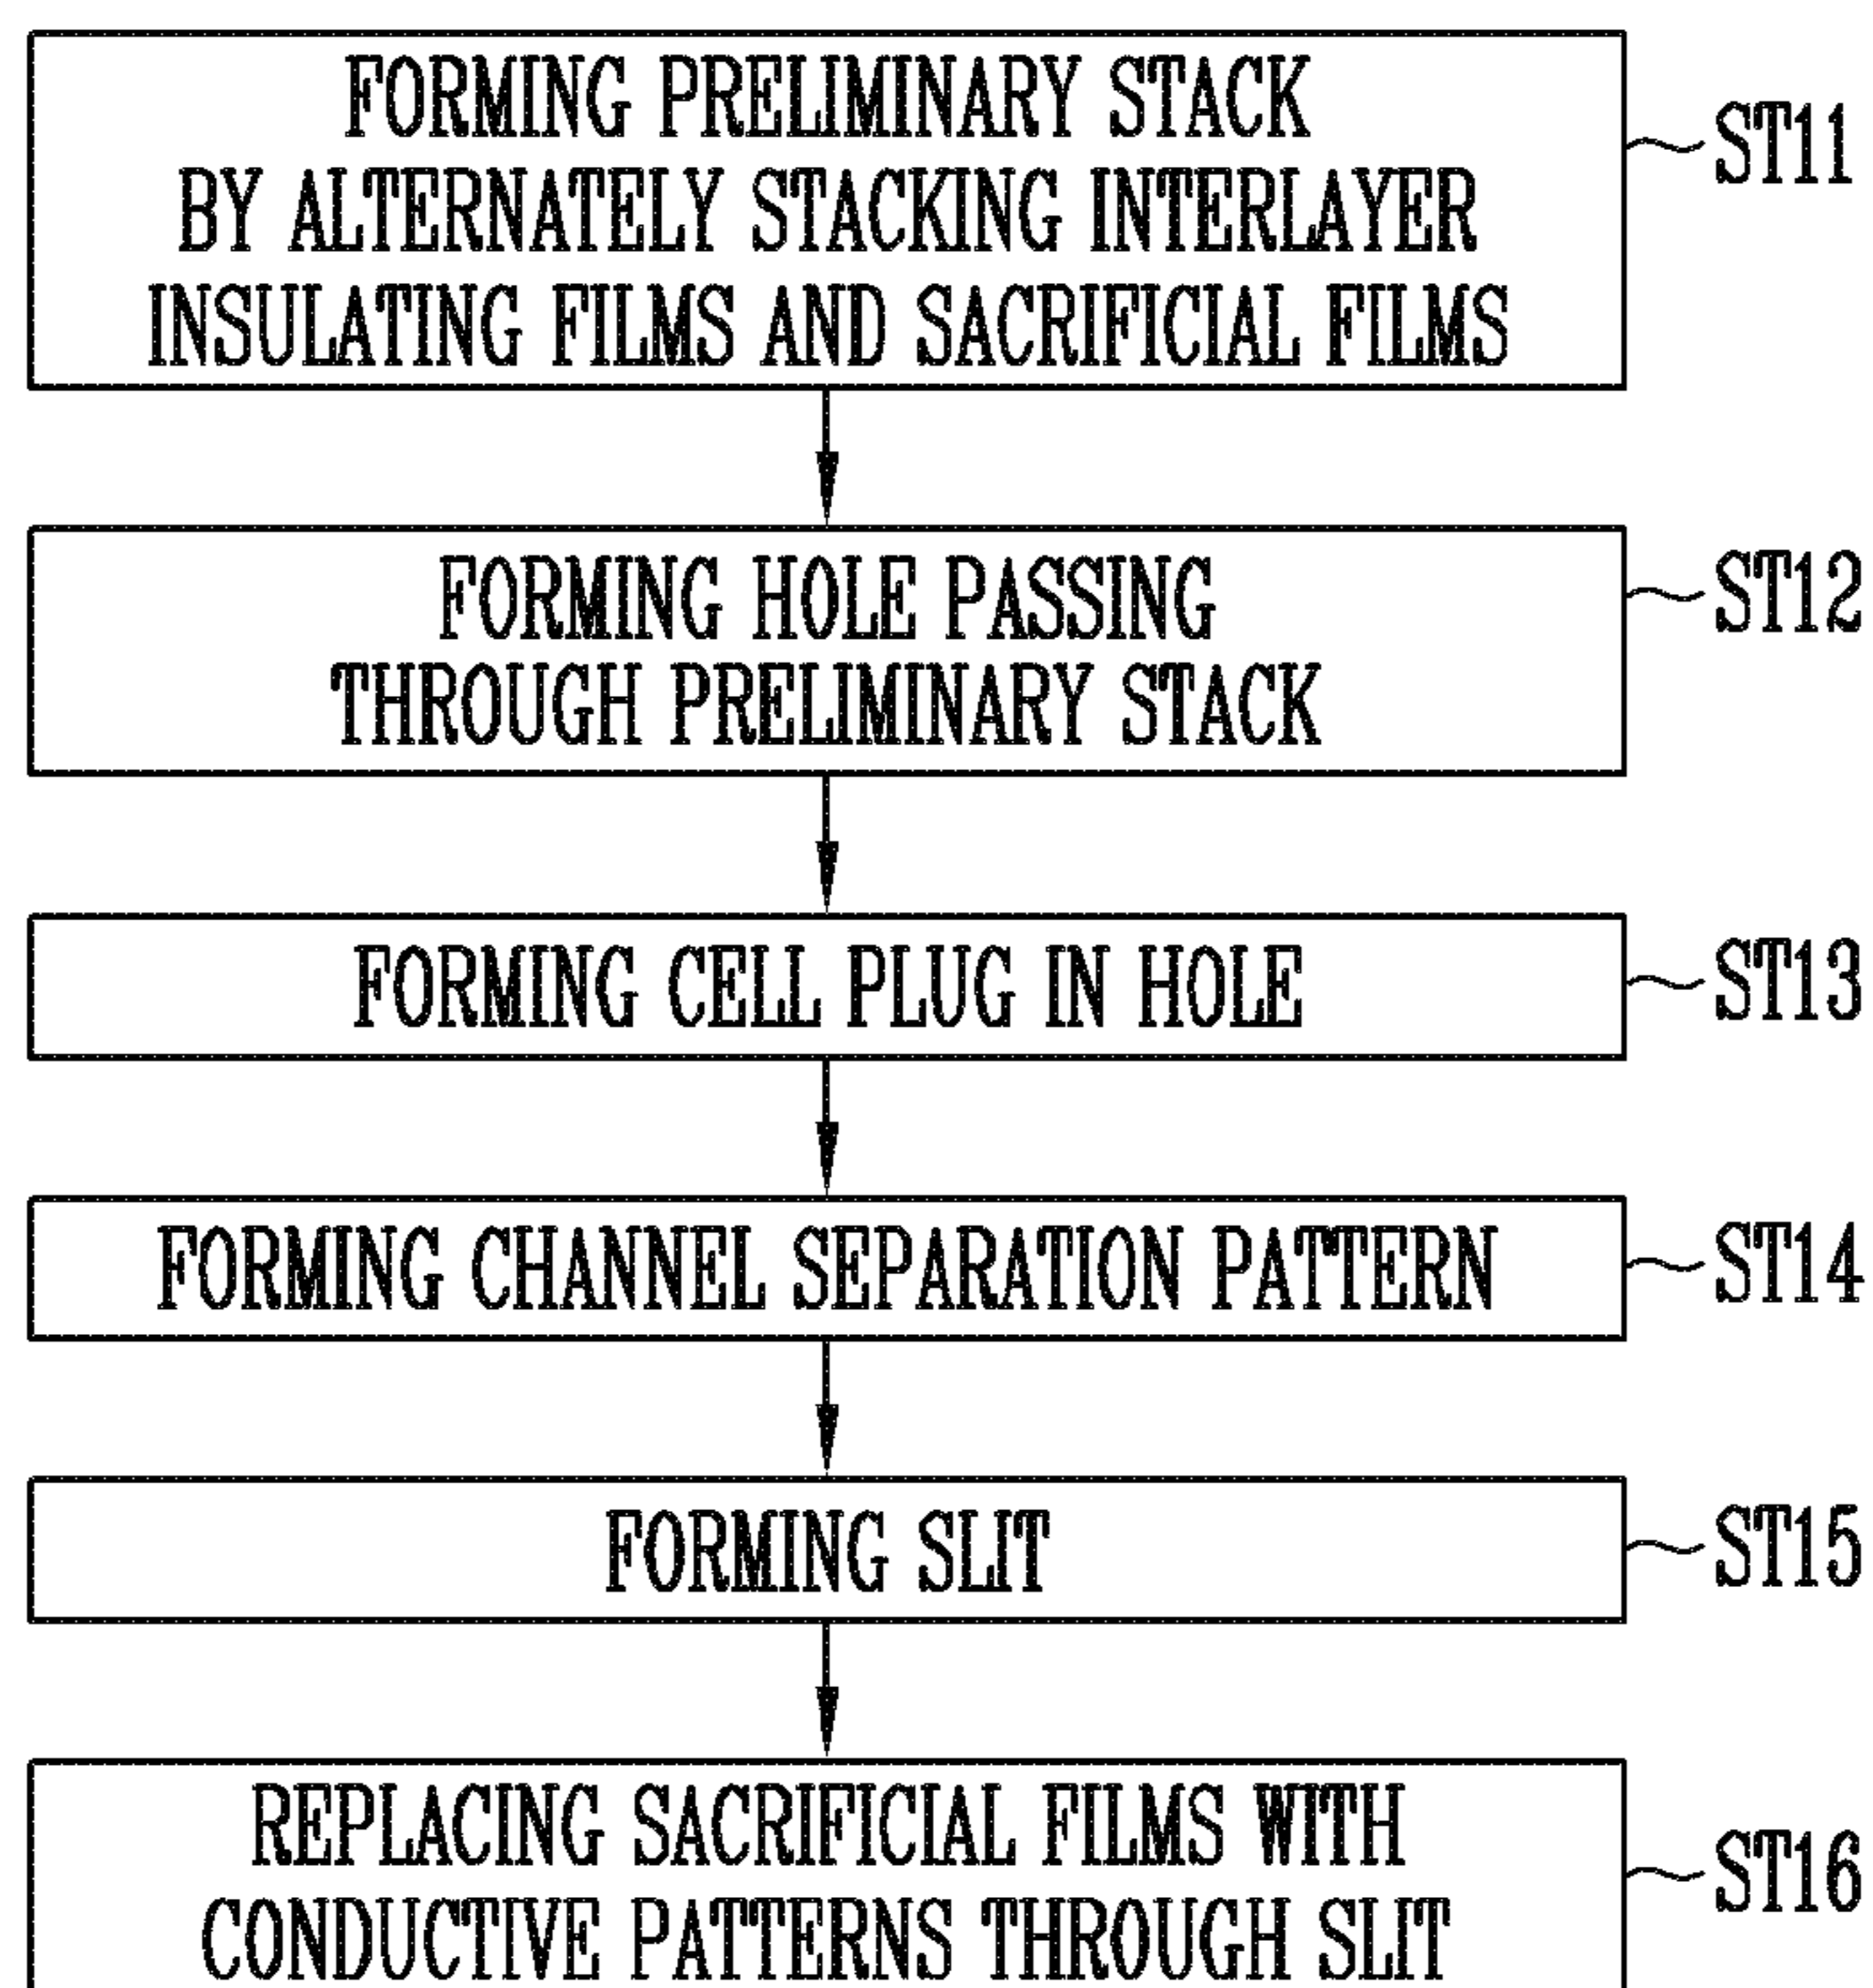 FORMING PRELIMINARY STACK
BY ALTERNATELY STACKING INTERLAYER
INSULATING FILMS AND SACRIFICIAL FILMS
ST11
FORMING HOLE PASSING
THROUGH PRELIMINARY STACK
ST12
FORMING CELL PLUG IN HOLE
ST13
FORMING CHANNEL SEPARATION PATTERN
ST14
FORMING SLIT
ST15
REPLACING SACRIFICIAL FILMS WITH
CONDUCTIVE PATTERNS THROUGH SLIT
ST16